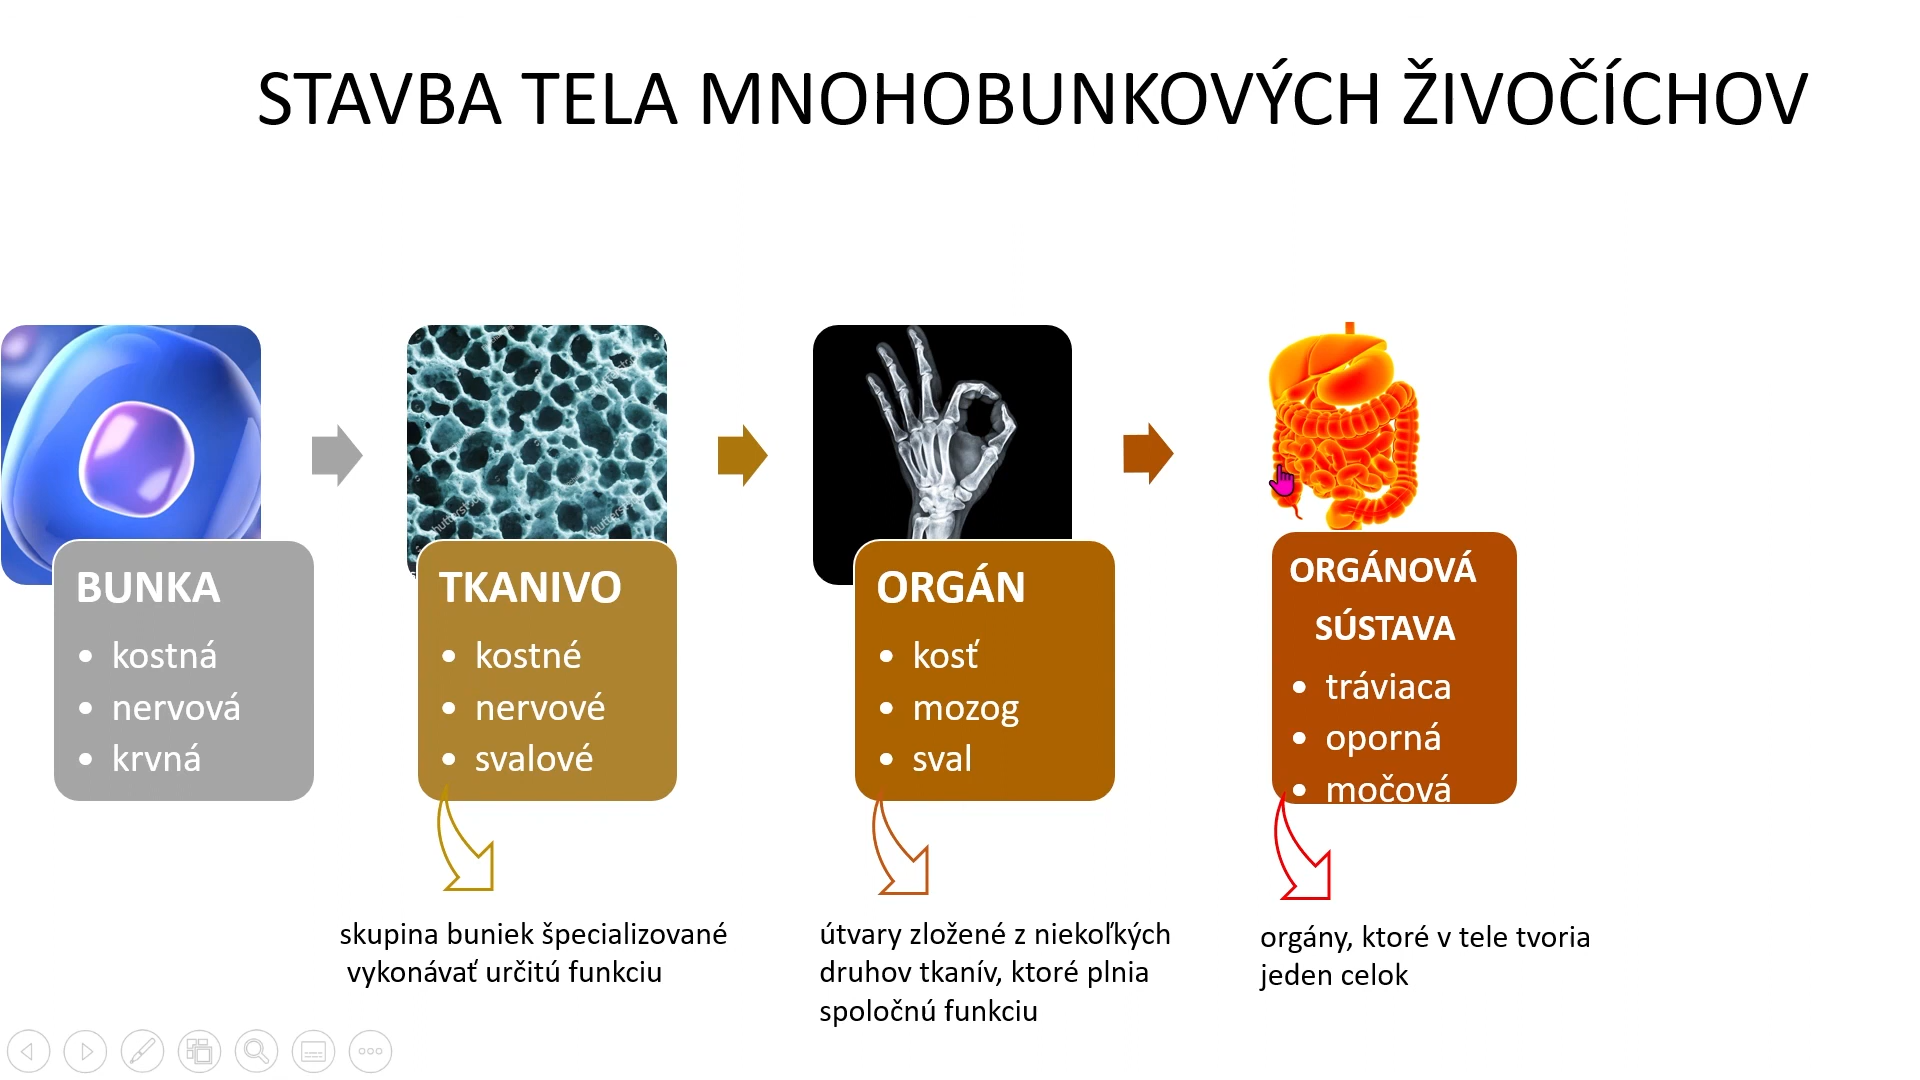 STAVBA TELA MNOHOBUNKOVÝCH ŽIVOČÍCHOV
BUNKA
• kostná
• nervová
• krvná
TKANIVO
• kostné
• nervové
• svalové
ORGÁN
• kosť
• mozog
• sval
ORGÁNOVÁ
SÚSTAVA
• tráviaca
• oporná
• močová
skupina buniek špecializované
vykonávať určitú funkciu
útvary zložené z niekoľkých
druhov tkanív, ktoré plnia
spoločnú funkciu
orgány, ktoré v tele tvoria
jeden celok